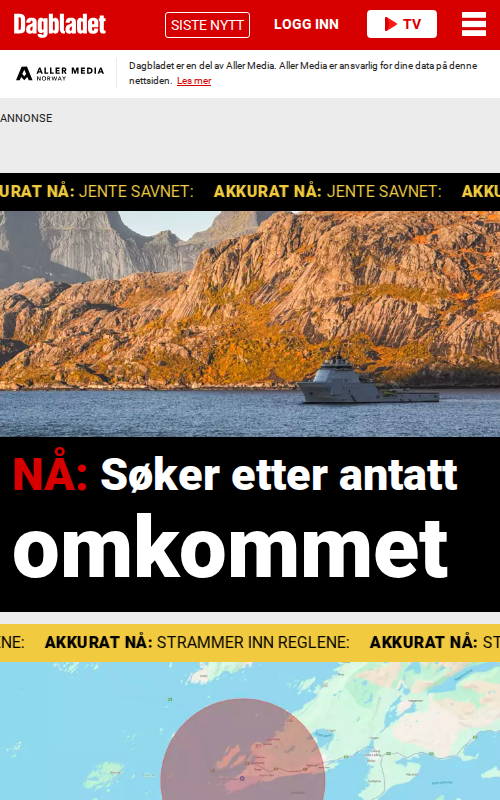 Dagbladet
SISTE NYTT
LOGG INN
TV
ALLER MEDIA
NORWAY
Dagbladet er en del av Aller Media. Aller Media er ansvarlig for dine data på denne
nettsiden. Les mer
ANNONSE
URAT NÅ: JENTE SAVNET: AKKURAT NÅ: JENTE SAVNET: AKKU
NÅ: Søker etter antatt
omkommet
NE: AKKURAT NÅ: STRAMMER INN REGLENE: AKKURAT NÅ: ST